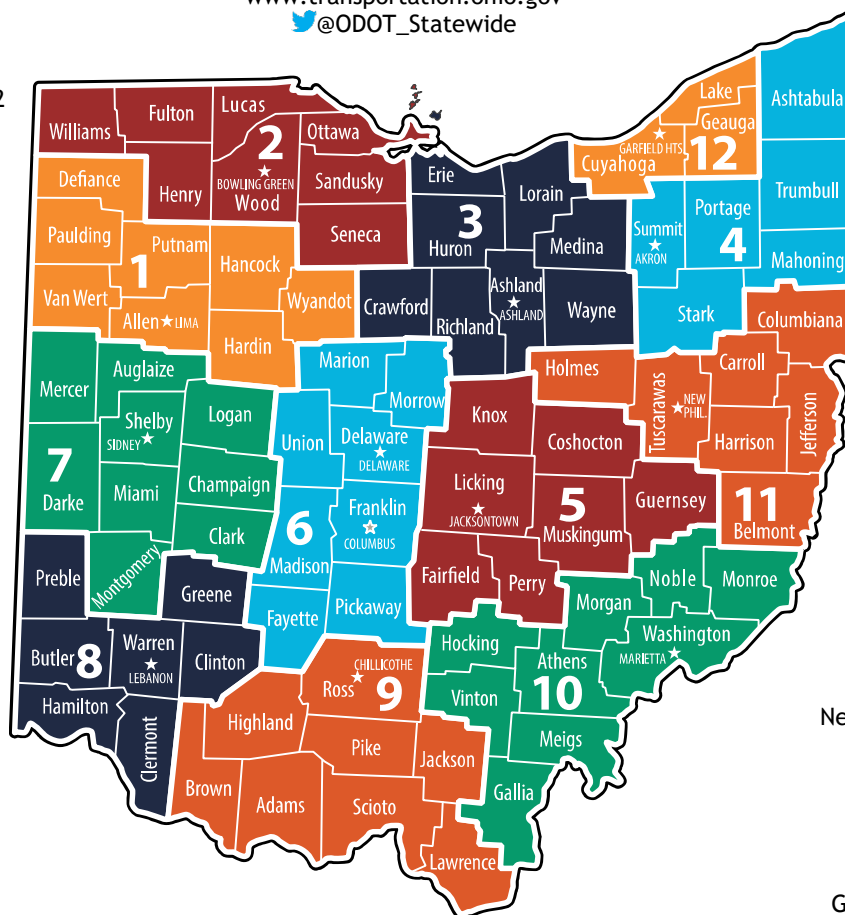 www.transportation.ohio.gov
@ODOT_Statewide
2
Williams
Fulton
Lucas
Ottawa
2
BOWLING GREEN
Wood
Henry
Sandusky
Seneca
Defiance
Paulding
Putnam
1
Hancock
Van Wert
Allen LIMA
Wyandot
Hardin
Erie
Lorain
3
Huron
Medina
Crawford
Richland
Ashland
ASHLAND
Wayne
Lake
Geauga
GARFIELD HTS.
Cuyahoga
12
Ashtabula
Trumbull
Portage
Summit
AKRON
4
Mahoning
Stark
Columbiana
Mercer
Auglaize
Shelby
SIDNEY
Logan
7
Darke
Miami
Champaign
Clark
Montgomery
Marion
Morrow
Union
Delaware
DELAWARE
Franklin
COLUMBUS
6
Madison
Fayette
Pickaway
Knox
Coshocton
Licking
JACKSONTOWN
5
Muskingum
Guernsey
Fairfield
Perry
Holmes
Tuscarawas
NEW
PHIL.
Carroll
Harrison
Jefferson
11
Belmont
Preble
Greene
Butler
8
Warren
LEBANON
Clinton
Hamilton
Clermont
CHILLICOTHE
Ross
9
Highland
Pike
Jackson
Brown
Adams
Scioto
Lawrence
Noble
Monroe
Morgan
Washington
MARIETTA
Hocking
Athens
10
Vinton
Meigs
Gallia
Ne
G